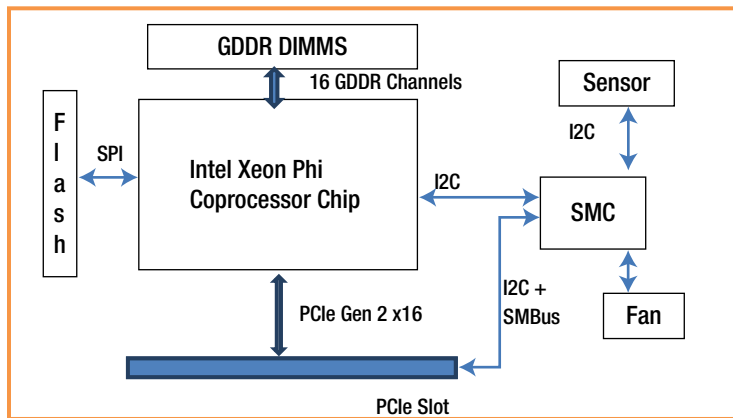 GDDR DIMMS
16 GDDR Channels
Sensor
Flash
SPI
I2C
Intel Xeon Phi
Coprocessor Chip
I2C
SMC
PCIe Gen 2 x16
I2C +
SMBus
Fan
PCIe Slot